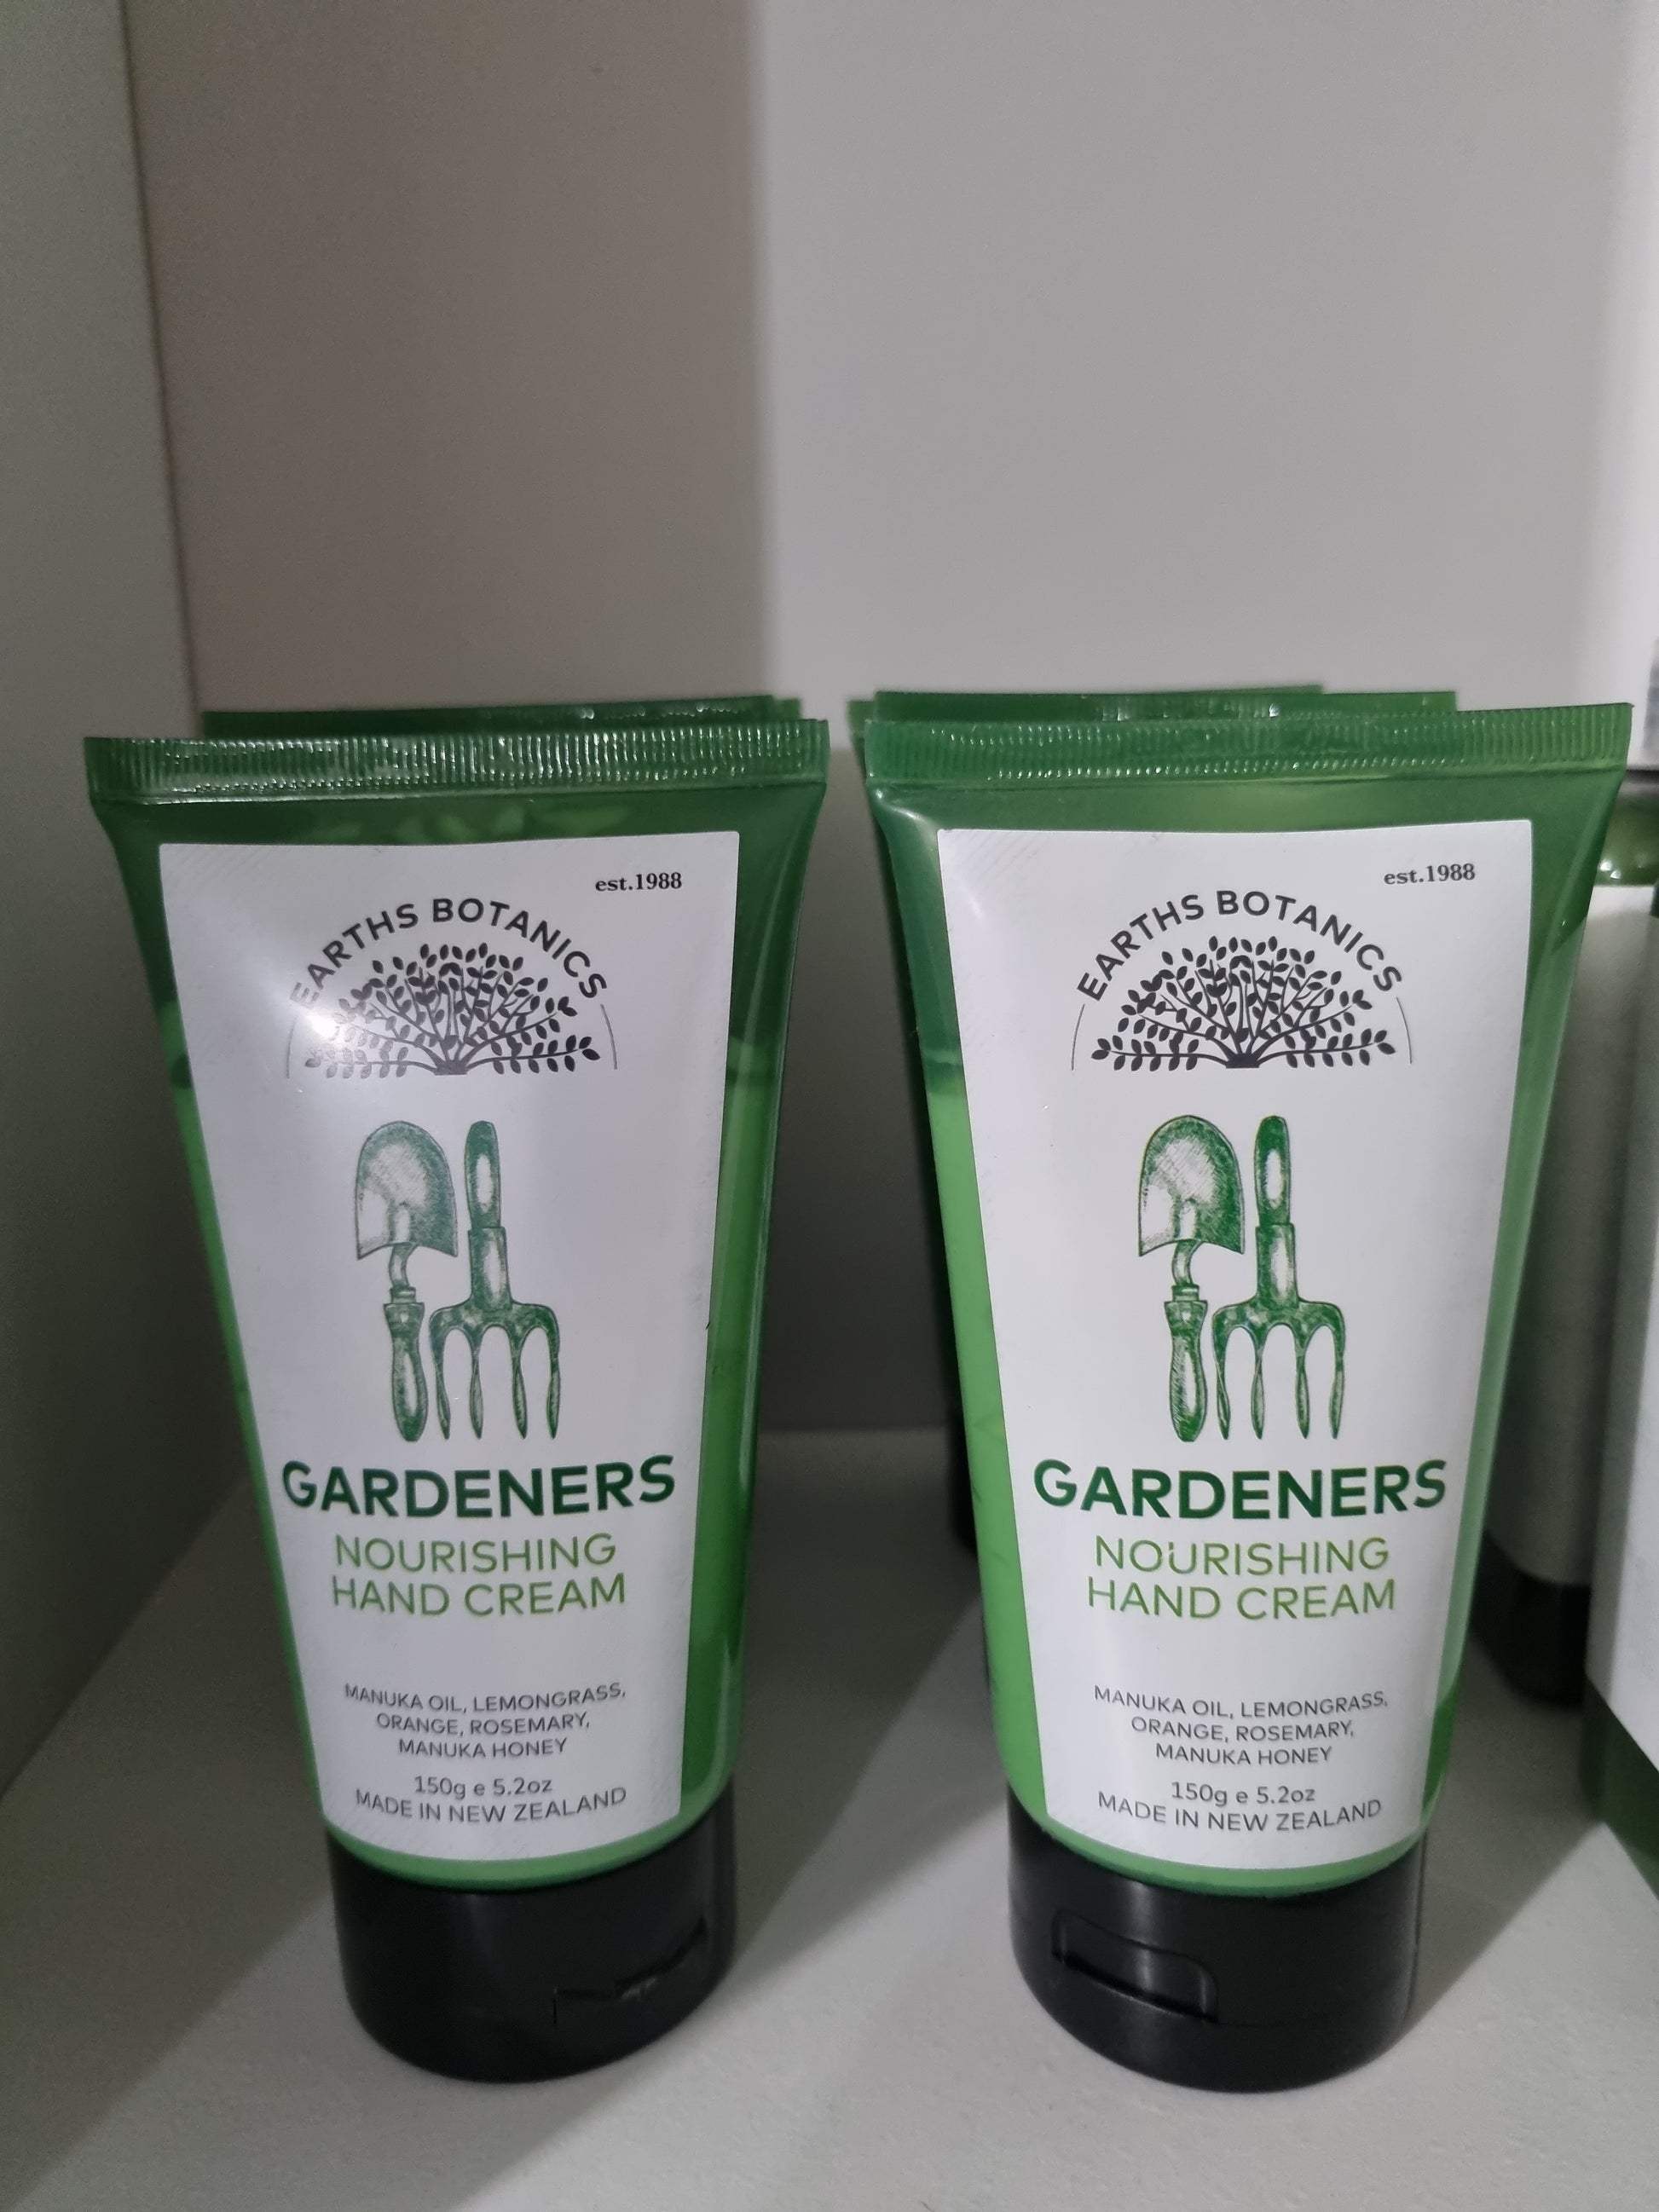 est.1988
EARTHS BOTANICS
GARDENERS
NOURISHING
HAND CREAM
MANUKA OIL, LEMONGRASS,
ORANGE, ROSEMARY,
MANUKA HONEY
150g e 5.2oz
MADE IN NEW ZEALAND
est.1988
EARTHS BOTANICS
GARDENERS
NOURISHING
HAND CREAM
MANUKA OIL, LEMONGRASS,
ORANGE, ROSEMARY,
MANUKA HONEY
150g e 5.2oz
MADE IN NEW ZEALAND